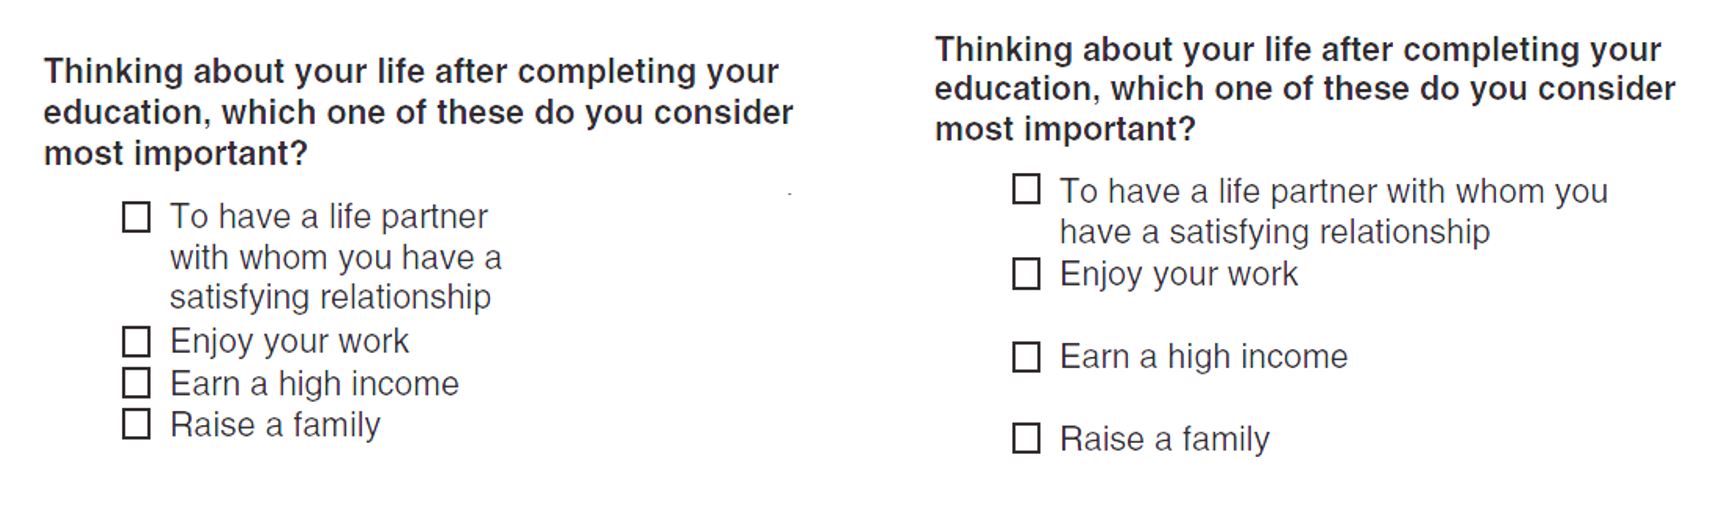 Thinking about your life after completing your
education, which one of these do you consider
most important?
To have a life partner
with whom you have a
satisfying relationship
Enjoy your work
Earn a high income
Raise a family
Thinking about your life after completing your
education, which one of these do you consider
most important?
To have a life partner with whom you
have a satisfying relationship
Enjoy your work
Earn a high income
Raise a family